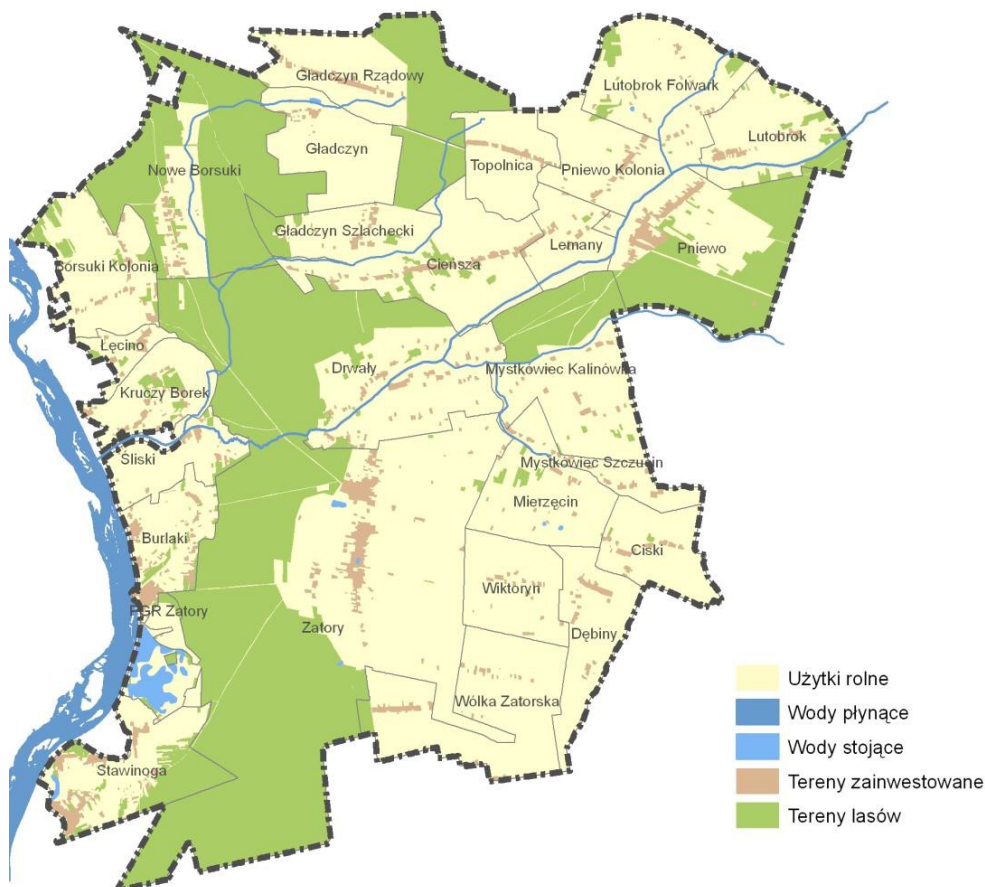 Gładczyn Rządowy
Lutobrok Folwark
Lutobrok
Gładczyn
Topolnica
Pniewo Kolonia
Nowe Borsuki
Gładczyn Szlachecki
Lemany
Pniewo
Cieńsza
Borsuki Kolonia
Łęcino
Drwały
Mystkowiec Kalinówka
Kruczy Borek
Śliski
Mystkowiec Szczucin
Mierzęcin
Burlaki
Ciski
Wiktoryn
PGR Zatory
Zatory
Dębiny
Wólka Zatorska
Stawinoga
Użytki rolne
Wody płynące
Wody stojące
Tereny zainwestowane
Tereny lasów